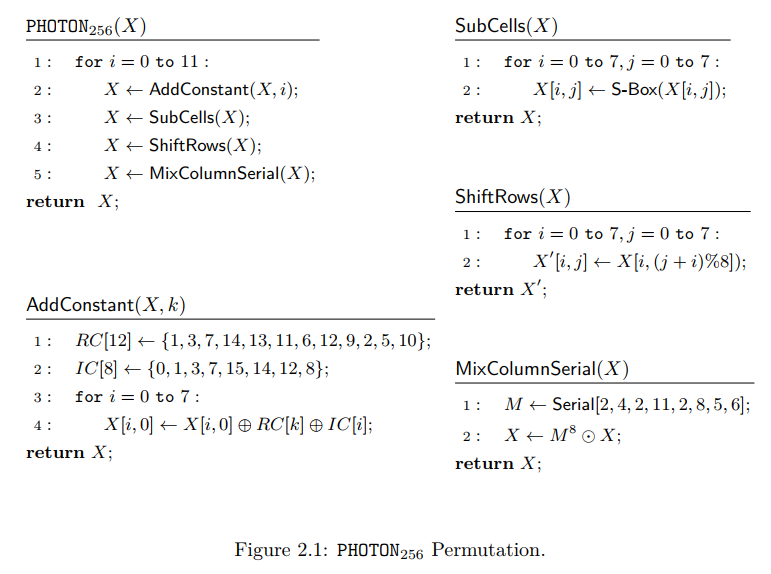 PHOTON₂₅₆(X)
1 : for i = 0 to 11 :
2 : X ← AddConstant(X, i);
3 : X ← SubCells(X);
4 : X ← ShiftRows(X);
5 : X ← MixColumnSerial(X);
return X;
AddConstant(X, k)
1 : RC[12] ← {1, 3, 7, 14, 13, 11, 6, 12, 9, 2, 5, 10};
2 : IC[8] ← {0, 1, 3, 7, 15, 14, 12, 8};
3 : for i = 0 to 7 :
4 : X[i, 0] ← X[i, 0] ⊕ RC[k] ⊕ IC[i];
return X;
SubCells(X)
1 : for i = 0 to 7, j = 0 to 7 :
2 : X[i, j] ← S-Box(X[i, j]);
return X;
ShiftRows(X)
1 : for i = 0 to 7, j = 0 to 7 :
2 : X′[i, j] ← X[i, (j + i)%8]);
return X′;
MixColumnSerial(X)
1 : M ← Serial[2, 4, 2, 11, 2, 8, 5, 6];
2 : X ← M⁸ ⊙ X;
return X;
Figure 2.1: PHOTON₂₅₆ Permutation.